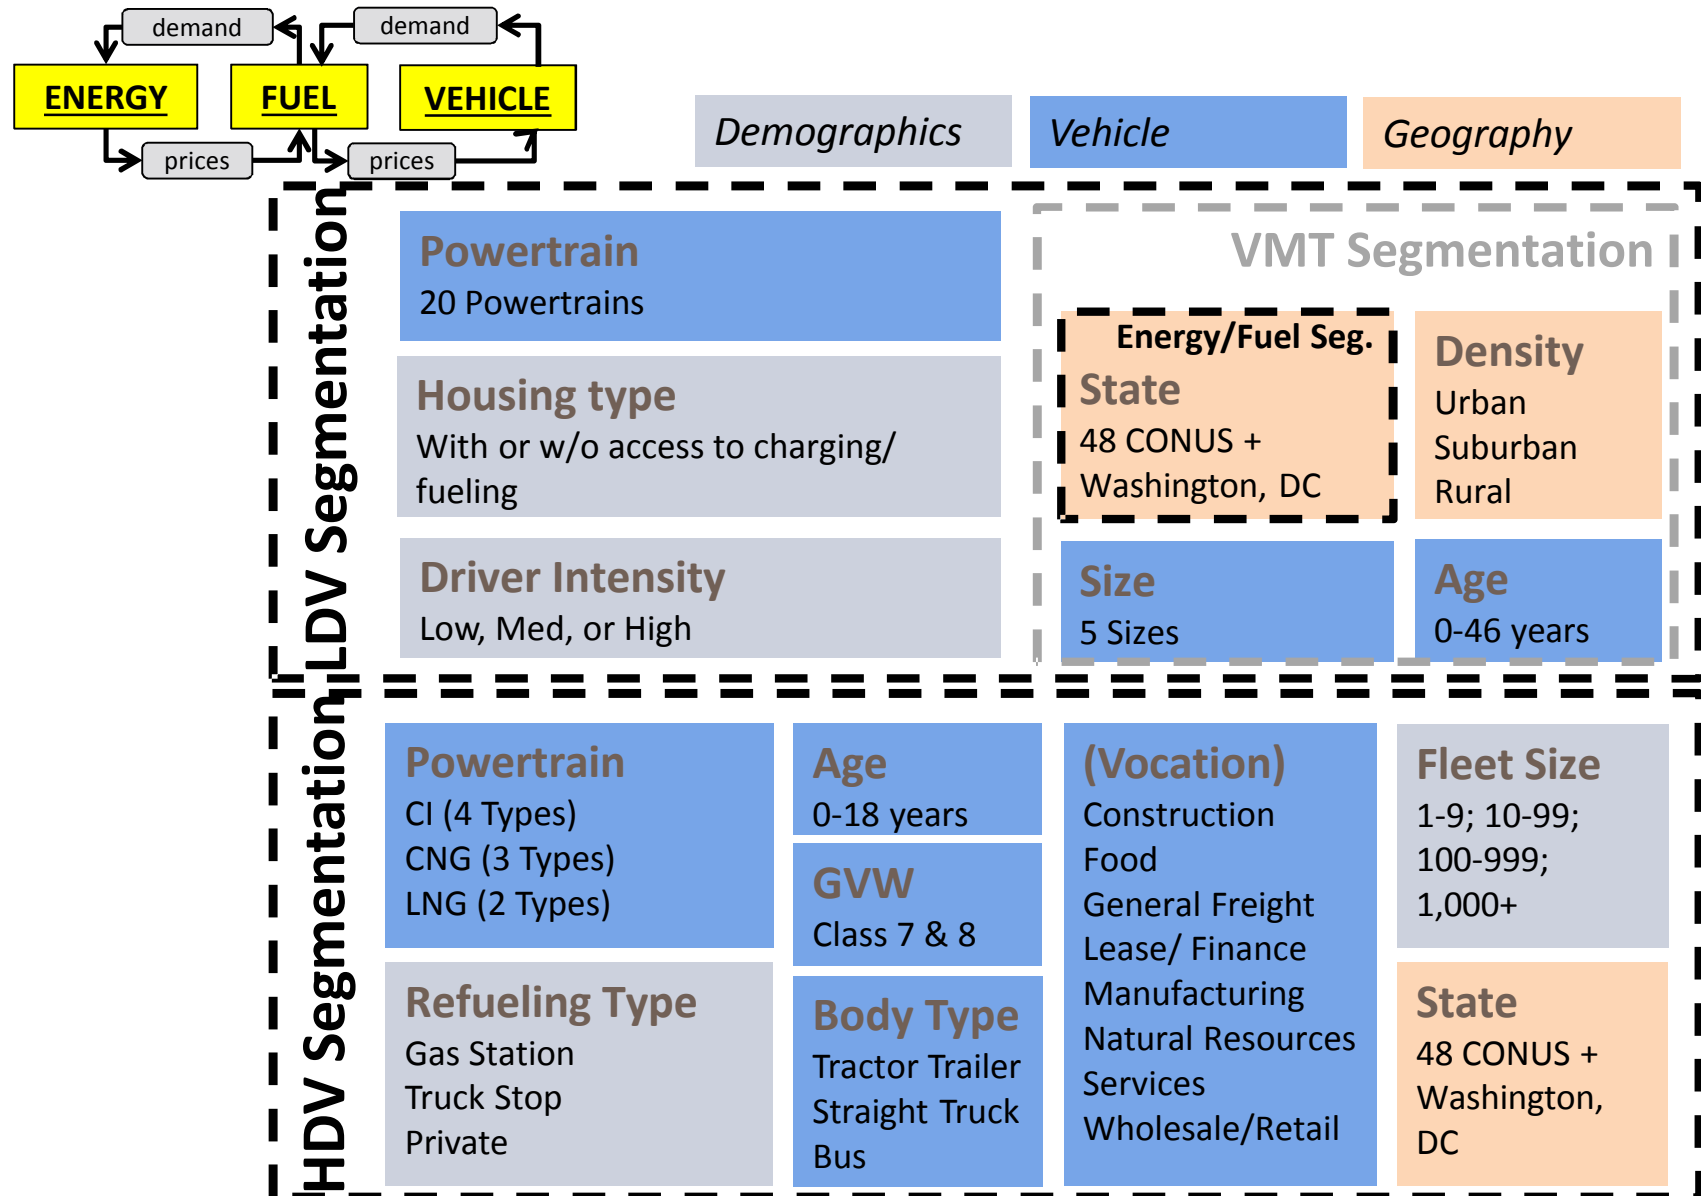 demand
demand
ENERGY
FUEL
VEHICLE
prices
prices
Demographics
Vehicle
Geography
LDV Segmentation
Powertrain
20 Powertrains
Housing type
With or w/o access to charging/
fueling
Driver Intensity
Low, Med, or High
VMT Segmentation
Energy/Fuel Seg.
State
48 CONUS +
Washington, DC
Density
Urban
Suburban
Rural
Size
5 Sizes
Age
0-46 years
HDV Segmentation
Powertrain
CI (4 Types)
CNG (3 Types)
LNG (2 Types)
Refueling Type
Gas Station
Truck Stop
Private
Age
0-18 years
GVW
Class 7 & 8
Body Type
Tractor Trailer
Straight Truck
Bus
(Vocation)
Construction
Food
General Freight
Lease/ Finance
Manufacturing
Natural Resources
Services
Wholesale/Retail
Fleet Size
1-9; 10-99;
100-999;
1,000+
State
48 CONUS +
Washington,
DC